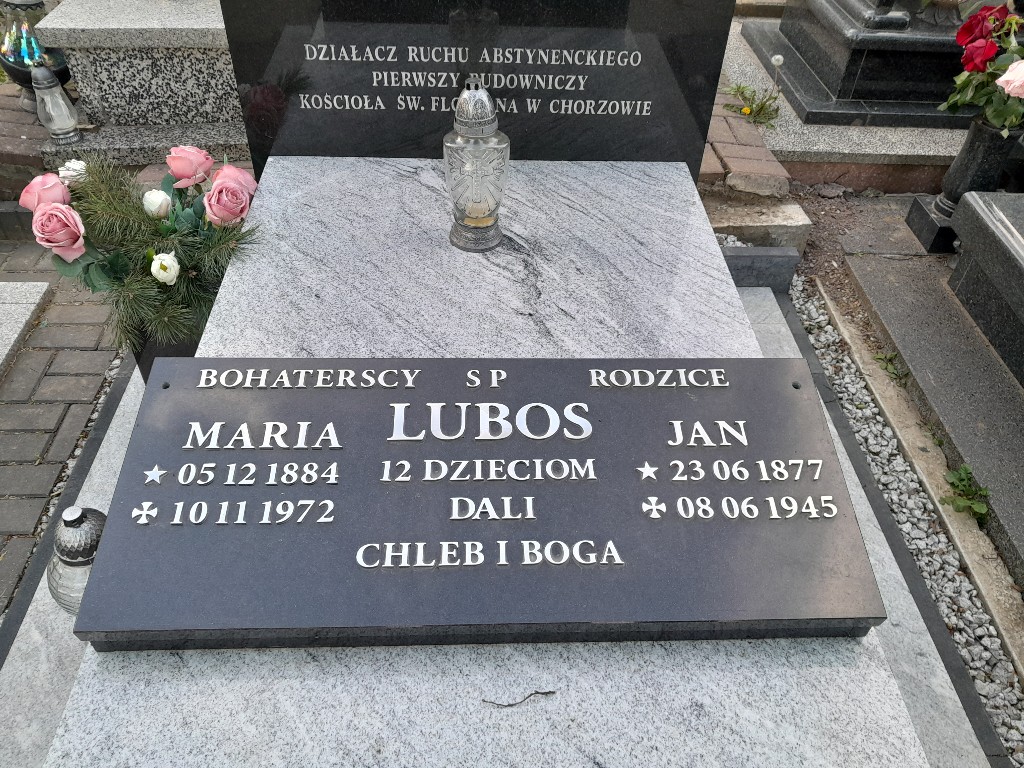 DZIAŁACZ RUCHU ABSTYNENCKIEGO
PIERWSZY BUDOWNICZY
KOŚCIOŁA ŚW. FLORIANA W CHORZOWIE
BOHATERSCY SP RODZICE
LUBOS
MARIA JAN
★ 05 12 1884 12 DZIECIOM ★ 23 06 1877
✠ 10 11 1972 DALI ✠ 08 06 1945
CHLEB I BOGA